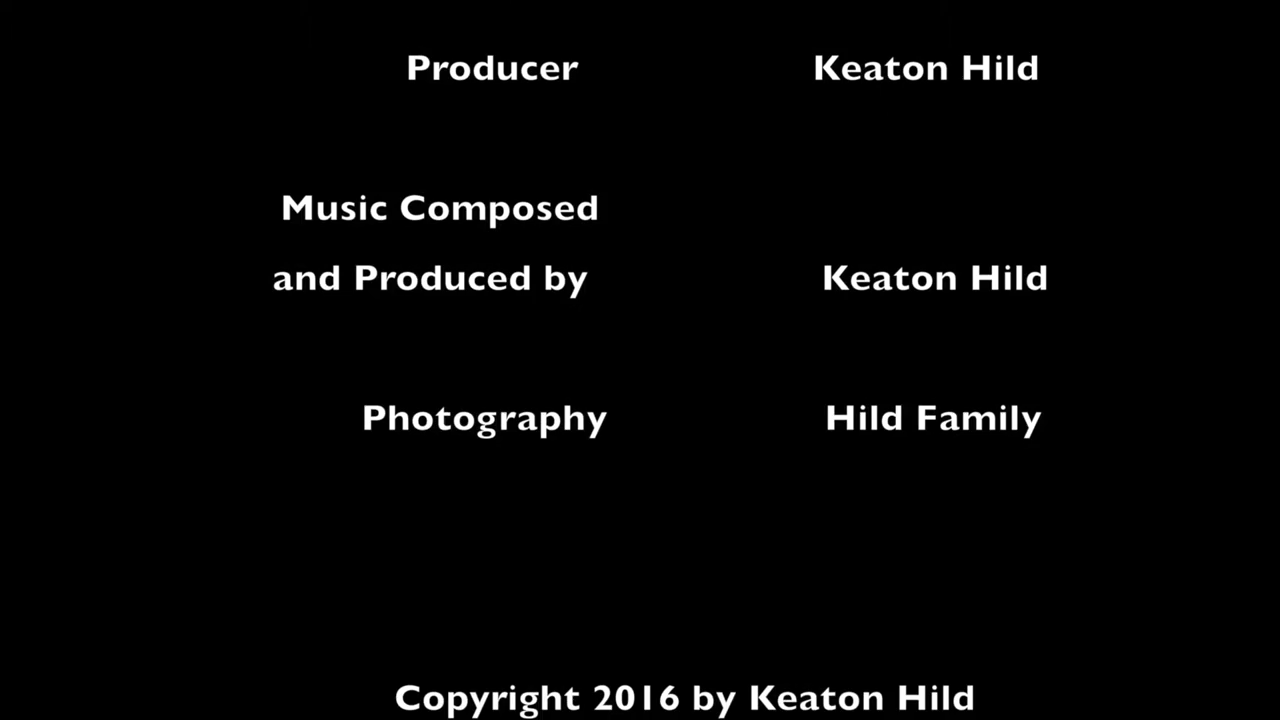 Producer Keaton Hild
Music Composed
and Produced by Keaton Hild
Photography Hild Family
Copyright 2016 by Keaton Hild